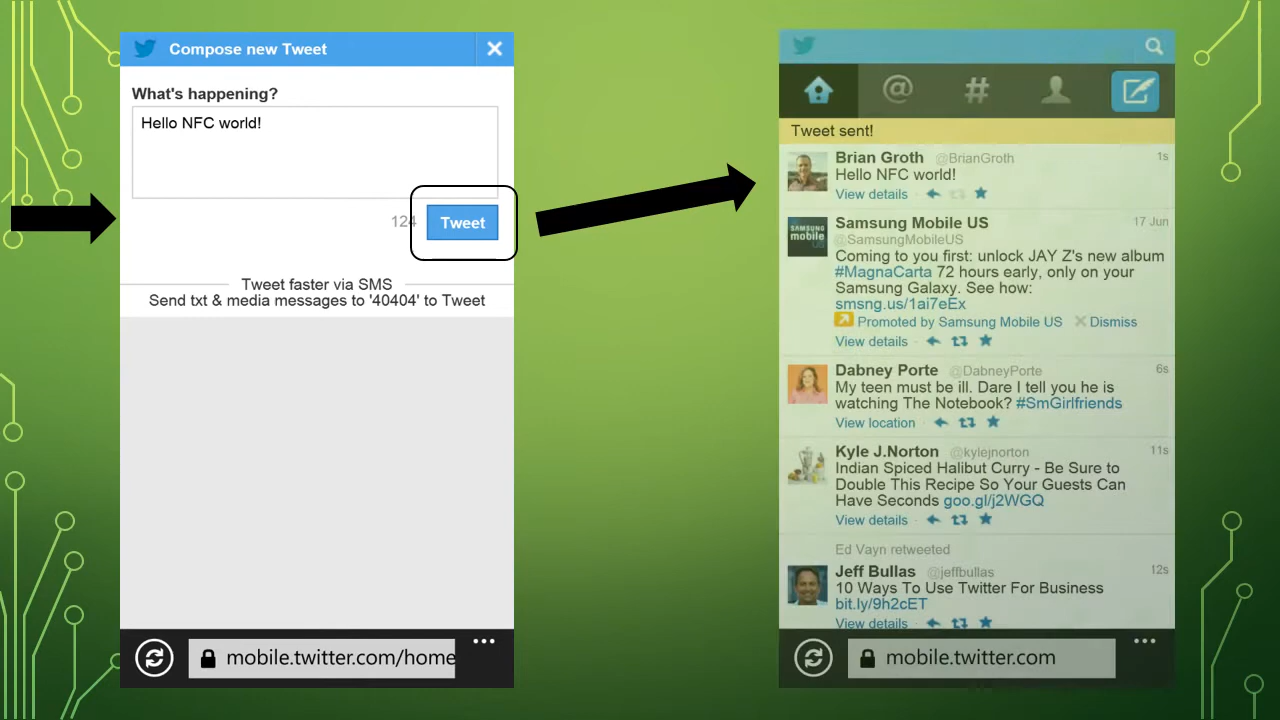 Compose new Tweet
What's happening?
Hello NFC world!
124 Tweet
Tweet faster via SMS
Send txt & media messages to '40404' to Tweet
mobile.twitter.com/home
Tweet sent!
Brian Groth @BrianGroth 1s
Hello NFC world!
View details
SAMSUNG
mobile
US
Samsung Mobile US 17 Jun
@SamsungMobileUS
Coming to you first: unlock JAY Z's new album
#MagnaCarta 72 hours early, only on your
Samsung Galaxy. See how:
smsng.us/1ai7eEx
Promoted by Samsung Mobile US Dismiss
View details
Dabney Porte @DabneyPorte 6s
My teen must be ill. Dare I tell you he is
watching The Notebook? #SmGirlfriends
View location
Kyle J.Norton @kylejnorton 11s
Indian Spiced Halibut Curry - Be Sure to
Double This Recipe So Your Guests Can
Have Seconds goo.gl/j2WGQ
View details
Ed Vayn retweeted
Jeff Bullas @jeffbullas 12s
10 Ways To Use Twitter For Business
bit.ly/9h2cET
View details
mobile.twitter.com